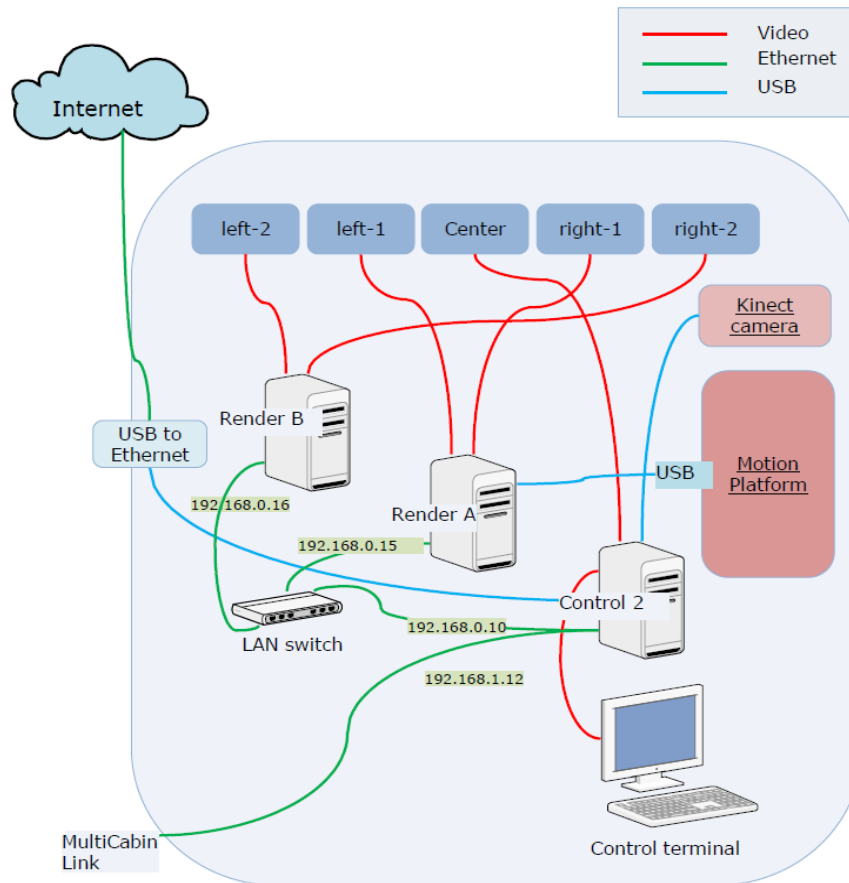 Video
Ethernet
USB
Internet
left-2
left-1
Center
right-1
right-2
Kinect
camera
Render B
USB to
Ethernet
USB
Motion
Platform
192.168.0.16
Render A
192.168.0.15
Control 2
192.168.0.10
LAN switch
192.168.1.12
MultiCabin
Link
Control terminal